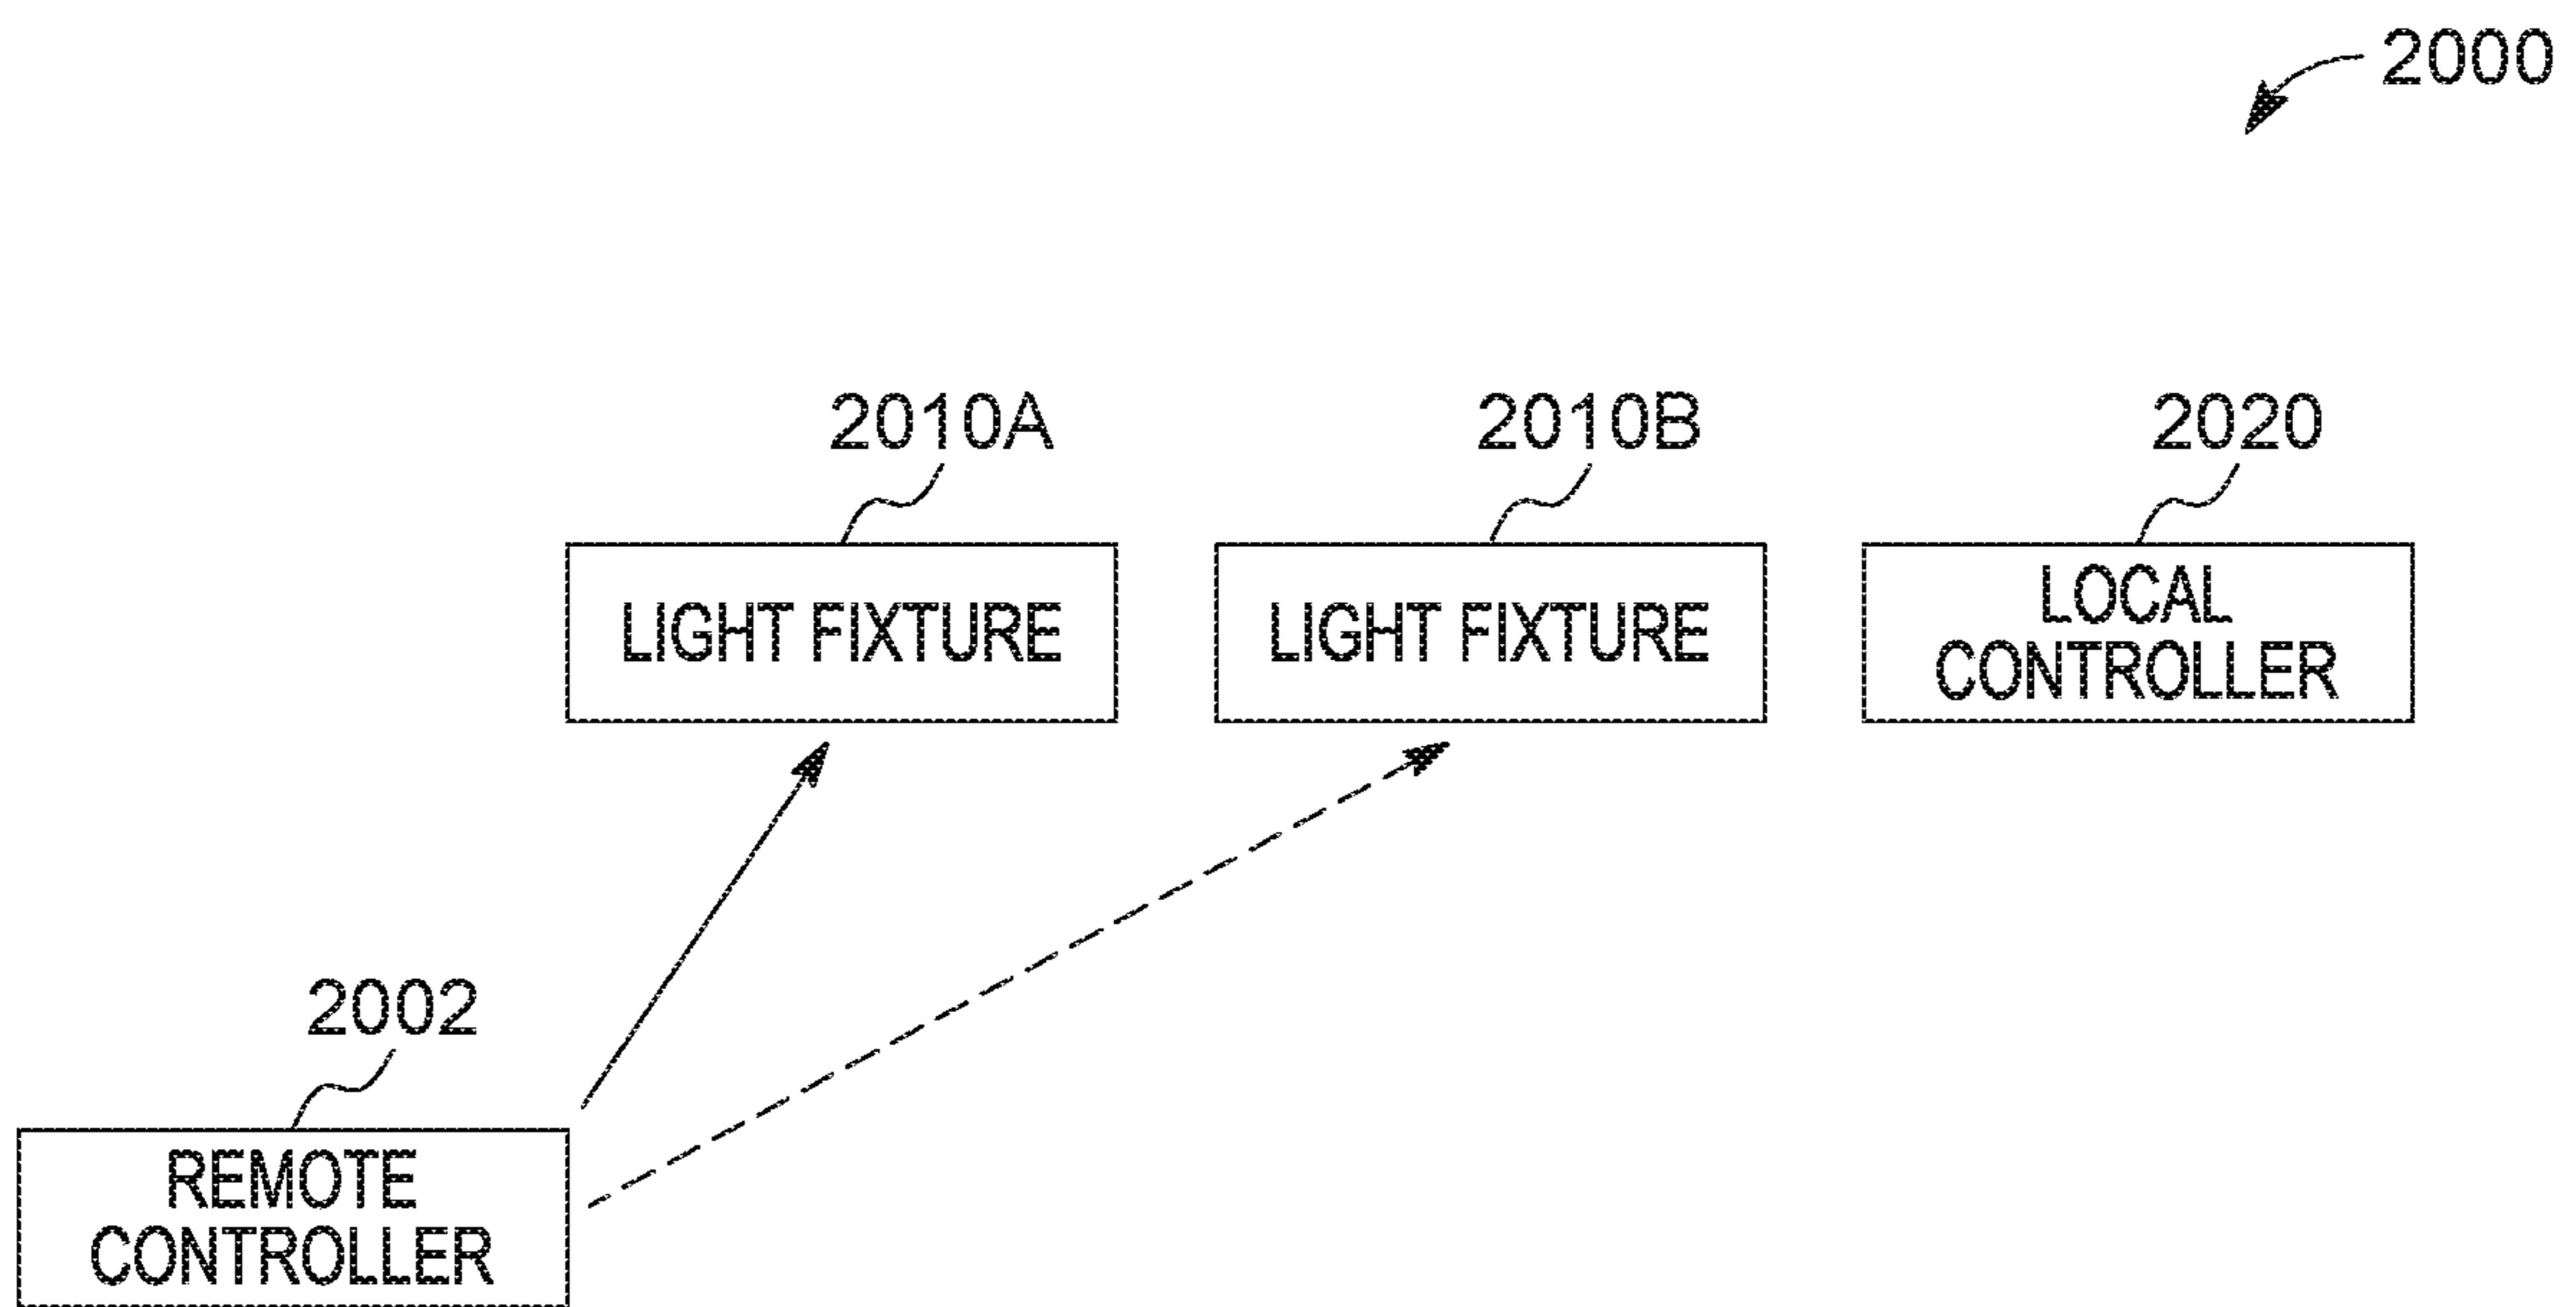 2000
2010A
2010B
2020
LIGHT FIXTURE
LIGHT FIXTURE
LOCAL
CONTROLLER
2002
REMOTE
CONTROLLER